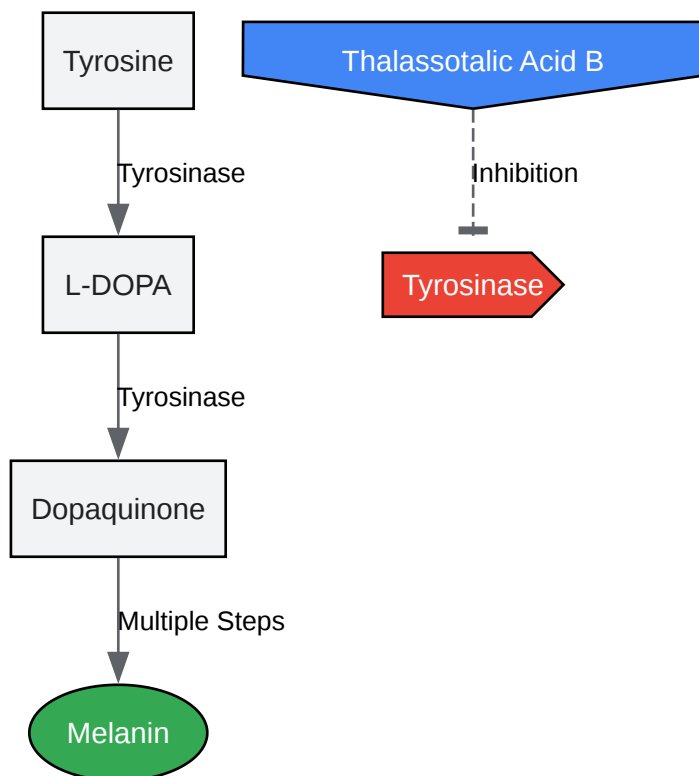 Tyrosine
Thalassotalic Acid B
Tyrosinase
Inhibition
L-DOPA
Tyrosinase
Tyrosinase
Dopaquinone
Multiple Steps
Melanin